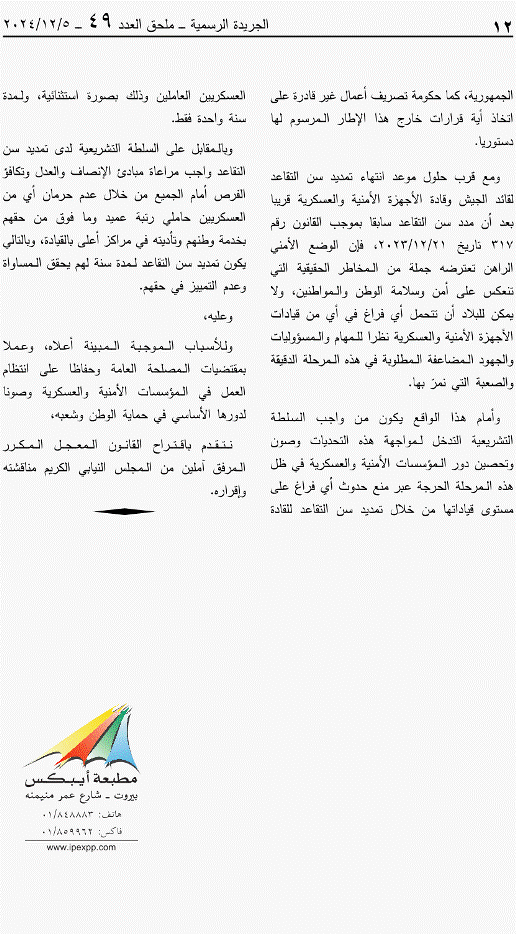 ١٢
الجريدة الرسمية ـ ملحق العدد ٤٩ ـ ٢٠٢٤/١٢/٥
الجمهورية، كما حكومة تصريف أعمال غير قادرة على
اتخاذ أية قرارات خارج هذا الإطار المرسوم لها
دستوريا.
ومع قرب حلول موعد انتهاء تمديد سن التقاعد
لقائد الجيش وقادة الأجهزة الأمنية والعسكرية قريبا
بعد أن مدد سن التقاعد سابقا بموجب القانون رقم
٣١٧ تاريخ ٢٠٢٣/١٢/٢١، فإن الوضع الأمني
الراهن تعترضه جملة من المخاطر الحقيقية التي
تنعكس على أمن وسلامة الوطن والمواطنين، ولا
يمكن للبلاد أن تتحمل أي فراغ في أي من قيادات
الأجهزة الأمنية والعسكرية نظرا للمهام والمسؤوليات
والجهود المضاعفة المطلوبة في هذه المرحلة الدقيقة
والصعبة التي نمرّ بها.
وأمام هذا الواقع يكون من واجب السلطة
التشريعية التدخل لمواجهة هذه التحديات وصون
وتحصين دور المؤسسات الأمنية والعسكرية في ظل
هذه المرحلة الحرجة عبر منع حدوث أي فراغ على
مستوى قياداتها من خلال تمديد سن التقاعد للقادة
العسكريين العاملين وذلك بصورة استثنائية، ولمدة
سنة واحدة فقط.
وبالمقابل على السلطة التشريعية لدى تمديد سن
التقاعد واجب مراعاة مبادئ الإنصاف والعدل وتكافؤ
الفرص أمام الجميع من خلال عدم حرمان أي من
العسكريين حاملي رتبة عميد وما فوق من حقهم
بخدمة وطنهم وتأديته في مراكز أعلى بالقيادة، وبالتالي
يكون تمديد سن التقاعد لمدة سنة لهم يحقق المساواة
وعدم التمييز في حقهم.
وعليه،
وللأسباب الموجبة المبينة أعلاه، وعملا
بمقتضيات المصلحة العامة وحفاظا على انتظام
العمل في المؤسسات الأمنية والعسكرية وصونا
لدورها الأساسي في حماية الوطن وشعبه،
نتقدم باقتراح القانون المعجل المكرر
المرفق آملين من المجلس النيابي الكريم مناقشته
وإقراره.
مطبعة أيبكس
بيروت ـ شارع عمر منيمنه
هاتف: ٠١/٨٤٨٨٨٣
فاكس: ٠١/٨٥٩٩٦٢
www.ipexpp.com